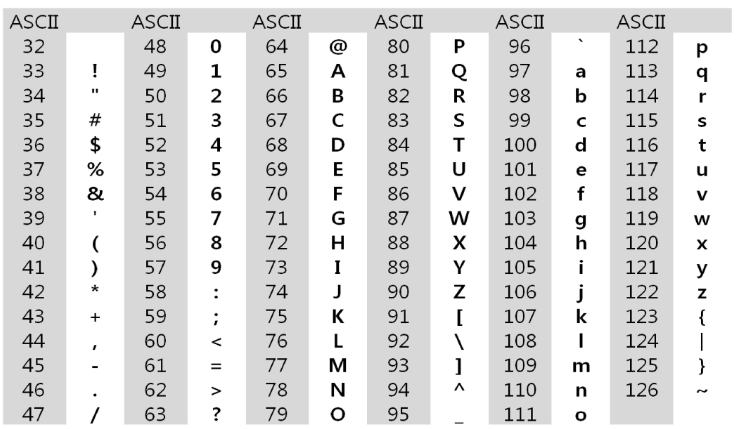 ASCII ASCII ASCII ASCII ASCII ASCII
32 48 0 64 @ 80 P 96 ` 112 p
33 ! 49 1 65 A 81 Q 97 a 113 q
34 " 50 2 66 B 82 R 98 b 114 r
35 # 51 3 67 C 83 S 99 c 115 s
36 $ 52 4 68 D 84 T 100 d 116 t
37 % 53 5 69 E 85 U 101 e 117 u
38 & 54 6 70 F 86 V 102 f 118 v
39 ' 55 7 71 G 87 W 103 g 119 w
40 ( 56 8 72 H 88 X 104 h 120 x
41 ) 57 9 73 I 89 Y 105 i 121 y
42 * 58 : 74 J 90 Z 106 j 122 z
43 + 59 ; 75 K 91 [ 107 k 123 {
44 , 60 < 76 L 92 \ 108 l 124 |
45 - 61 = 77 M 93 ] 109 m 125 }
46 . 62 > 78 N 94 ^ 110 n 126 ~
47 / 63 ? 79 O 95 _ 111 o